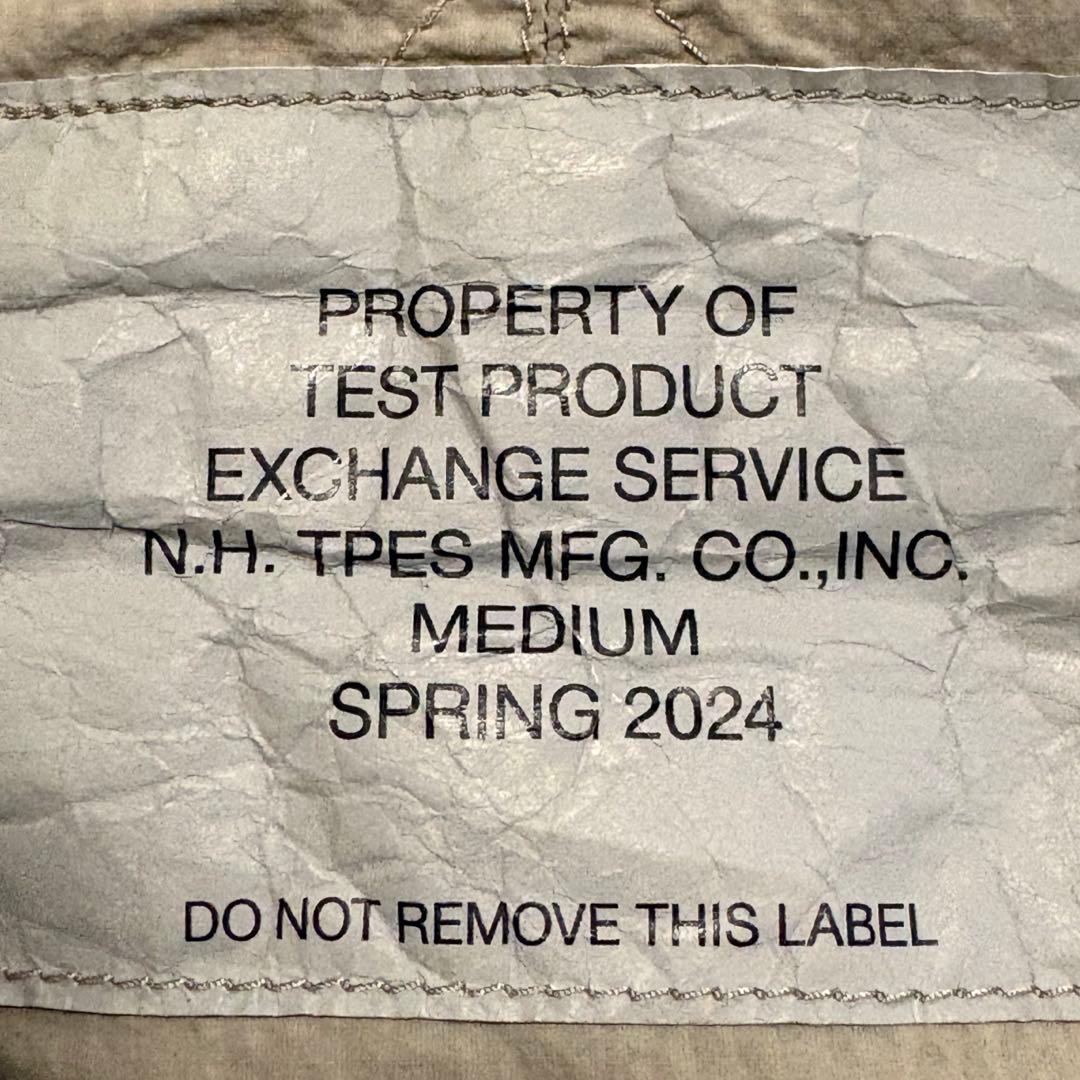 PROPERTY OF
TEST PRODUCT
EXCHANGE SERVICE
N.H. TPES MFG. CO.,INC.
MEDIUM
SPRING 2024
DO NOT REMOVE THIS LABEL